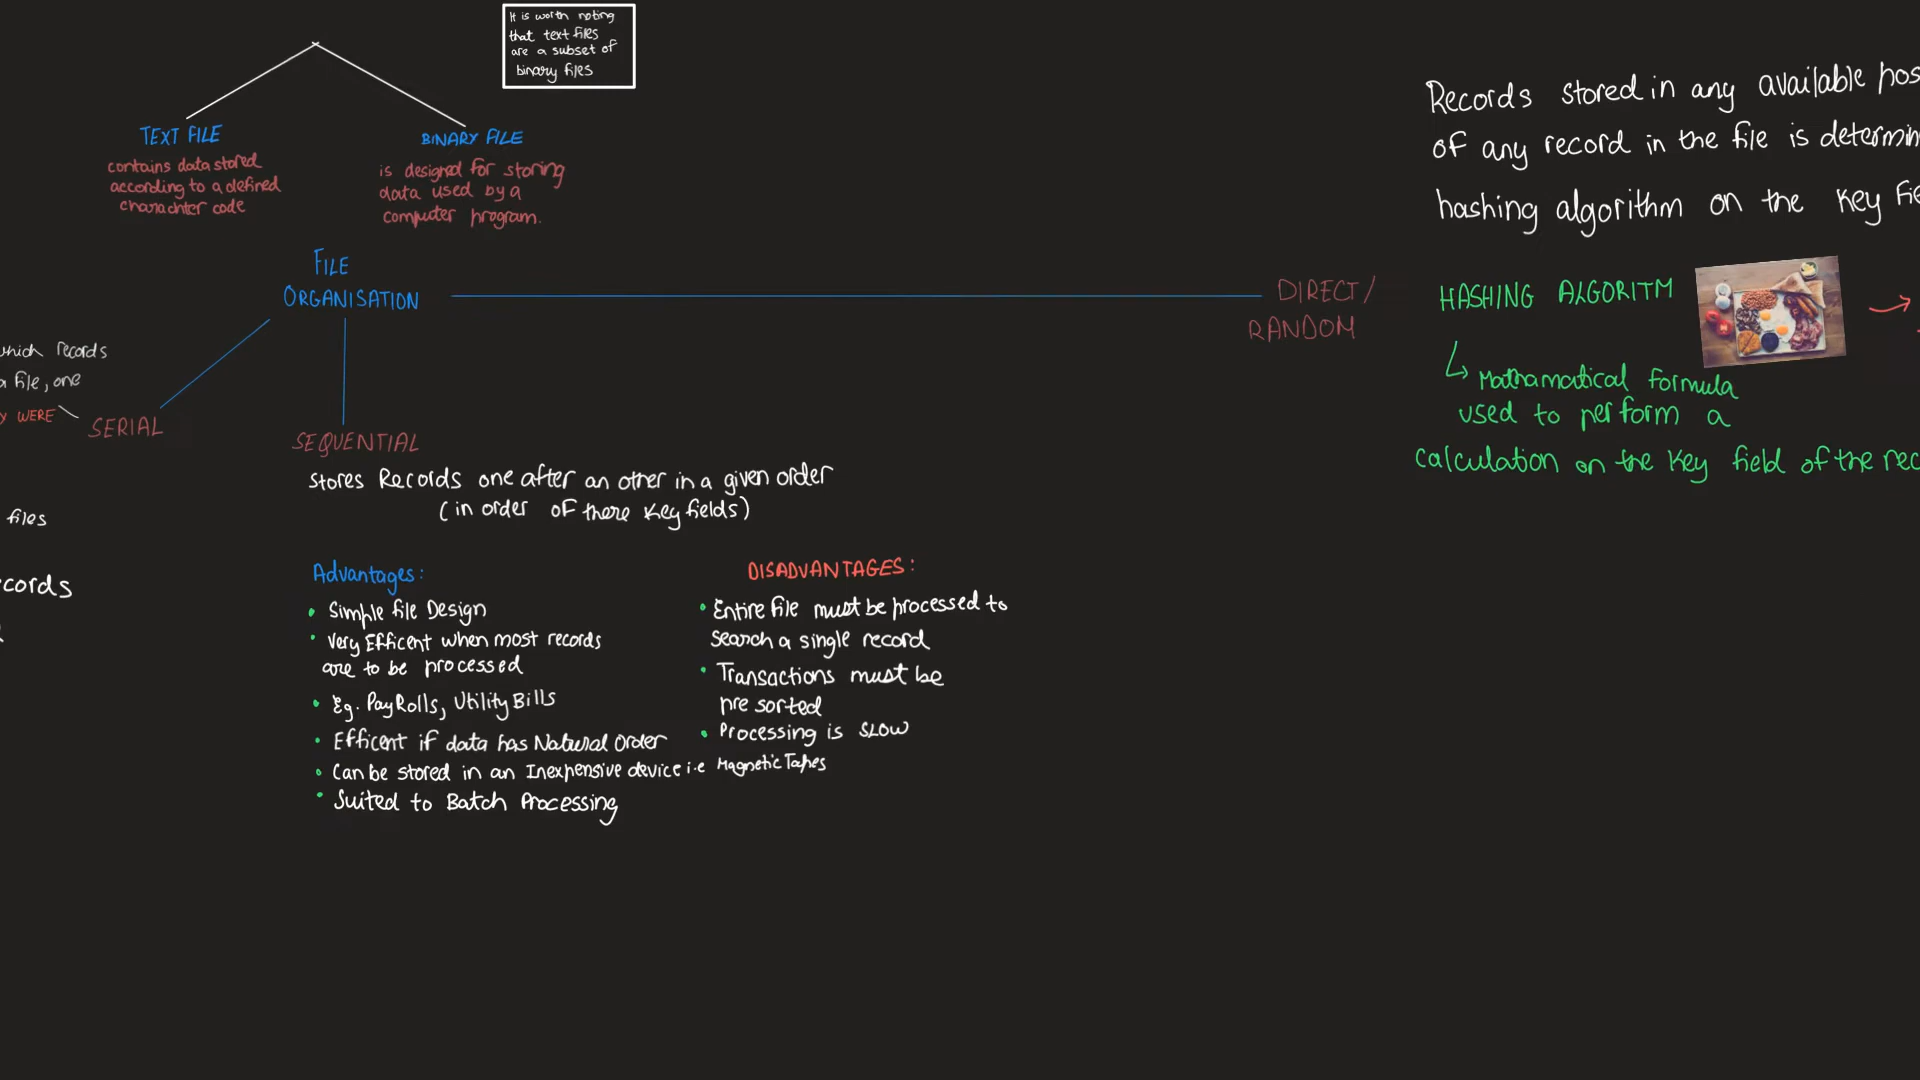 It is worth noting
that text files
are a subset of
binary files
TEXT FILE
contains data stored
according to a defined
charachter code
BINARY FILE
is designed for storing
data used by a
computer program.
FILE
ORGANISATION
which records
a file, one
WERE
SERIAL
files
cords
SEQUENTIAL
stores Records one after an other in a given order
(in order of there key fields)
Advantages:
• Simple file Design
• Very Efficent when most records
are to be processed
• Eg. PayRolls, Utility Bills
• Efficent if data has Natural Order
• Can be stored in an Inexpensive device i.e Magnetic Tapes
• Suited to Batch Processing
DISADVANTAGES:
• Entire file must be processed to
search a single record
• Transactions must be
pre sorted
• Processing is SLOW
DIRECT/
RANDOM
Records stored in any available pos
of any record in the file is determin
hashing algorithm on the key fie
HASHING ALGORITM
Mathamatical formula
used to perform a
calculation on the key field of the rec